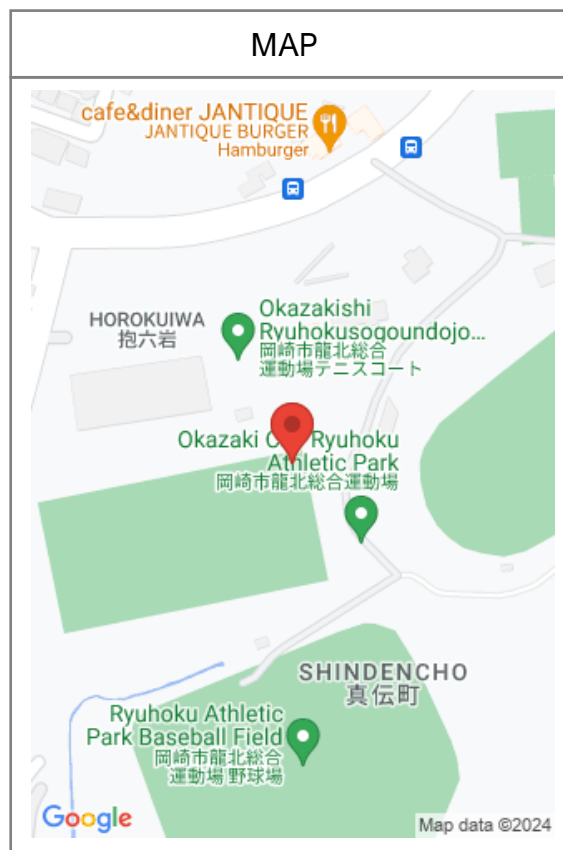 MAP
cafe&diner JANTIQUE
JANTIQUE BURGER
Hamburger
HOROKUIWA
抱六岩
Okazakishi
Ryuhokusogoundojo...
岡崎市龍北総合
運動場テニスコート
Okazaki Ryuhoku
Athletic Park
岡崎市龍北総合運動場
SHINDENCHO
真伝町
Ryuhoku Athletic
Park Baseball Field
岡崎市龍北総合
運動場 野球場
Google
Map data ©2024